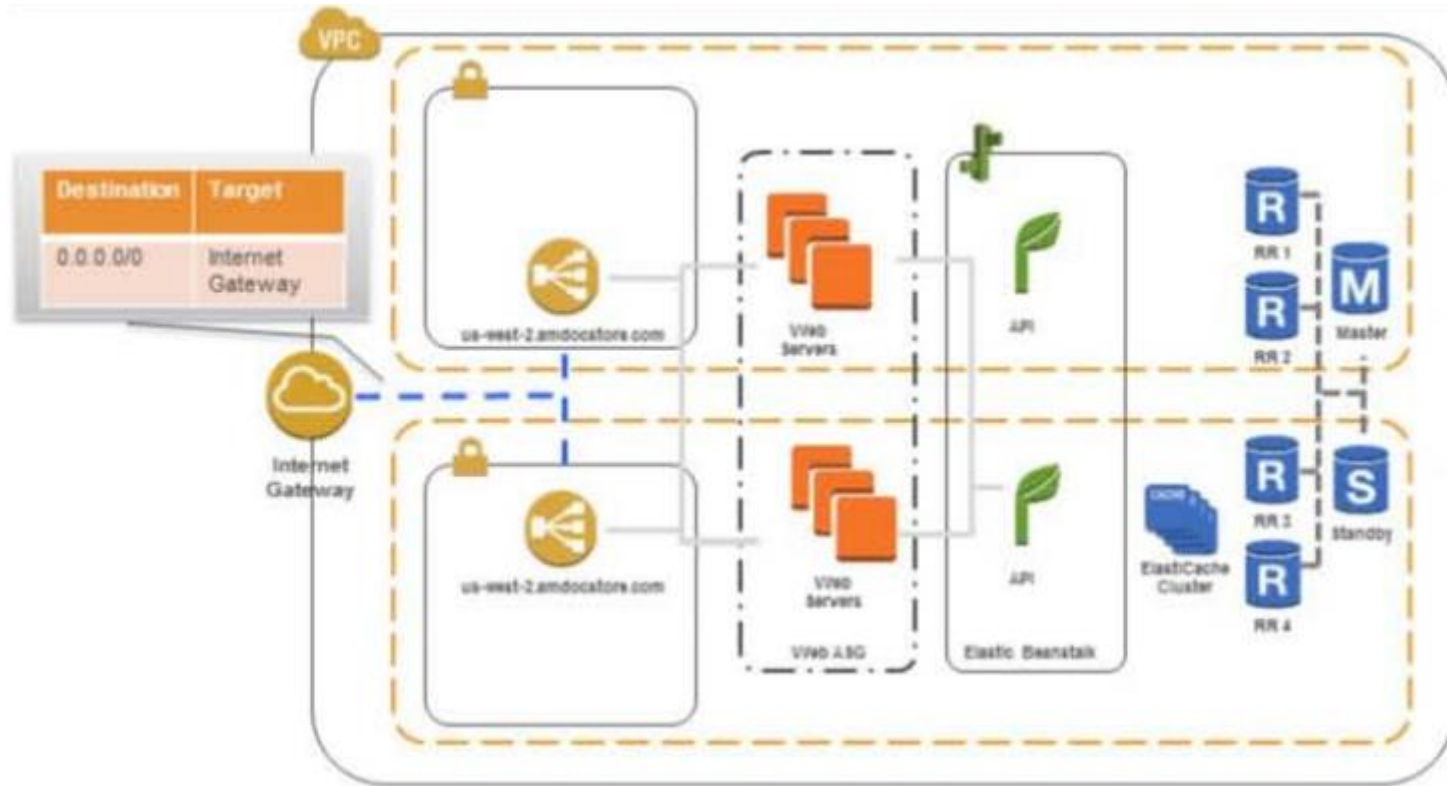 VPC
Destination Target
0.0.0.0/0 Internet
Gateway
Internet
Gateway
us-west-2.amdocstore.com
Web
Servers
API
RR 1
RR 2
M
Master
R
R
us-west-2.amdocstore.com
Web
Servers
Web ASG
API
Elastic Beanstalk
CACHE
ElastiCache
Cluster
R
RR 3
R
RR 4
S
Standby